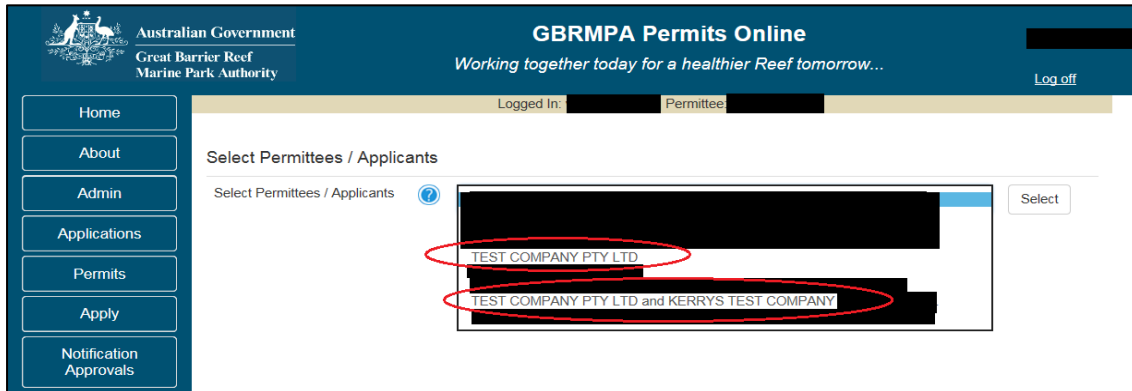 Australian Government
Great Barrier Reef
Marine Park Authority
GBRMPA Permits Online
Working together today for a healthier Reef tomorrow...
Log off
Logged In: Permittee:
Home
About
Admin
Applications
Permits
Apply
Notification
Approvals
Select Permittees / Applicants
Select Permittees / Applicants ? Select
TEST COMPANY PTY LTD
TEST COMPANY PTY LTD and KERRYS TEST COMPANY